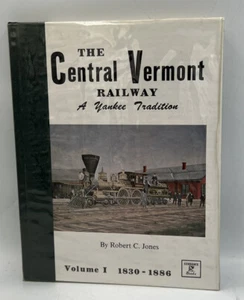 THE
Central Vermont
RAILWAY
A Yankee Tradition
By Robert C. Jones
Volume I 1830-1886